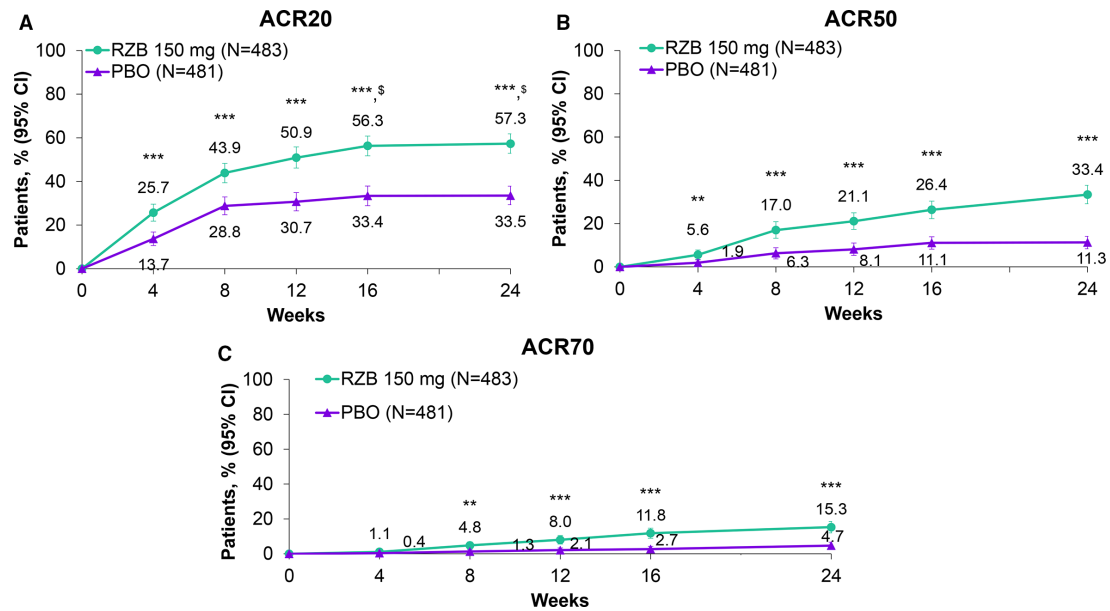 A
ACR20
Patients, % (95% CI)
100
80
60
40
20
0
RZB 150 mg (N=483)
PBO (N=481)
***
25.7
***
43.9
***
50.9
***,$
56.3
***,$
57.3
13.7
28.8
30.7
33.4
33.5
0 4 8 12 16 24
Weeks
B
ACR50
Patients, % (95% CI)
100
80
60
40
20
0
RZB 150 mg (N=483)
PBO (N=481)
**
5.6
***
17.0
***
21.1
***
26.4
***
33.4
1.9
6.3
8.1
11.1
11.3
0 4 8 12 16 24
Weeks
C
ACR70
Patients, % (95% CI)
100
80
60
40
20
0
RZB 150 mg (N=483)
PBO (N=481)
1.1
**
4.8
***
8.0
***
11.8
***
15.3
0.4
1.3
2.1
2.7
4.7
0 4 8 12 16 24
Weeks